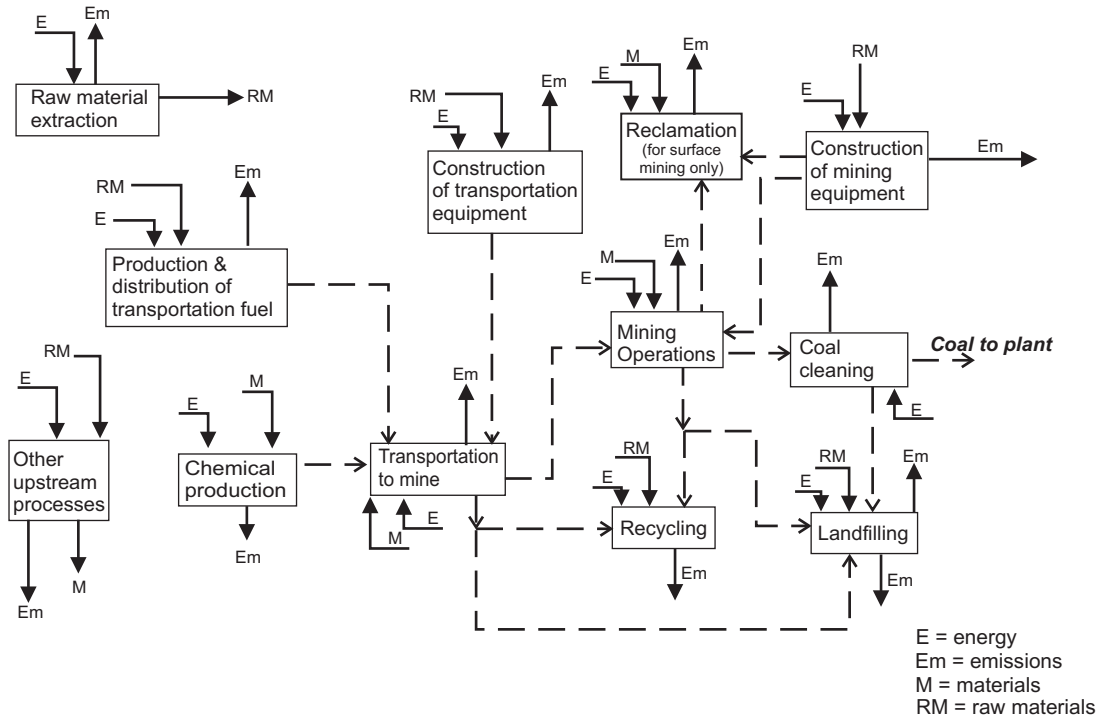 E
Em
Raw material
extraction
RM
RM
E
Em
Construction
of transportation
equipment
M
E
Em
Reclamation
(for surface
mining only)
RM
E
Construction
of mining
equipment
Em
RM
E
Em
Production &
distribution of
transportation fuel
M
E
Em
Mining
Operations
Em
Coal
cleaning
E
Coal to plant
RM
E
Other
upstream
processes
Em
M
M
E
Chemical
production
Em
Em
Transportation
to mine
E
M
RM
E
Recycling
Em
RM
E
Em
Landfilling
Em
E = energy
Em = emissions
M = materials
RM = raw materials